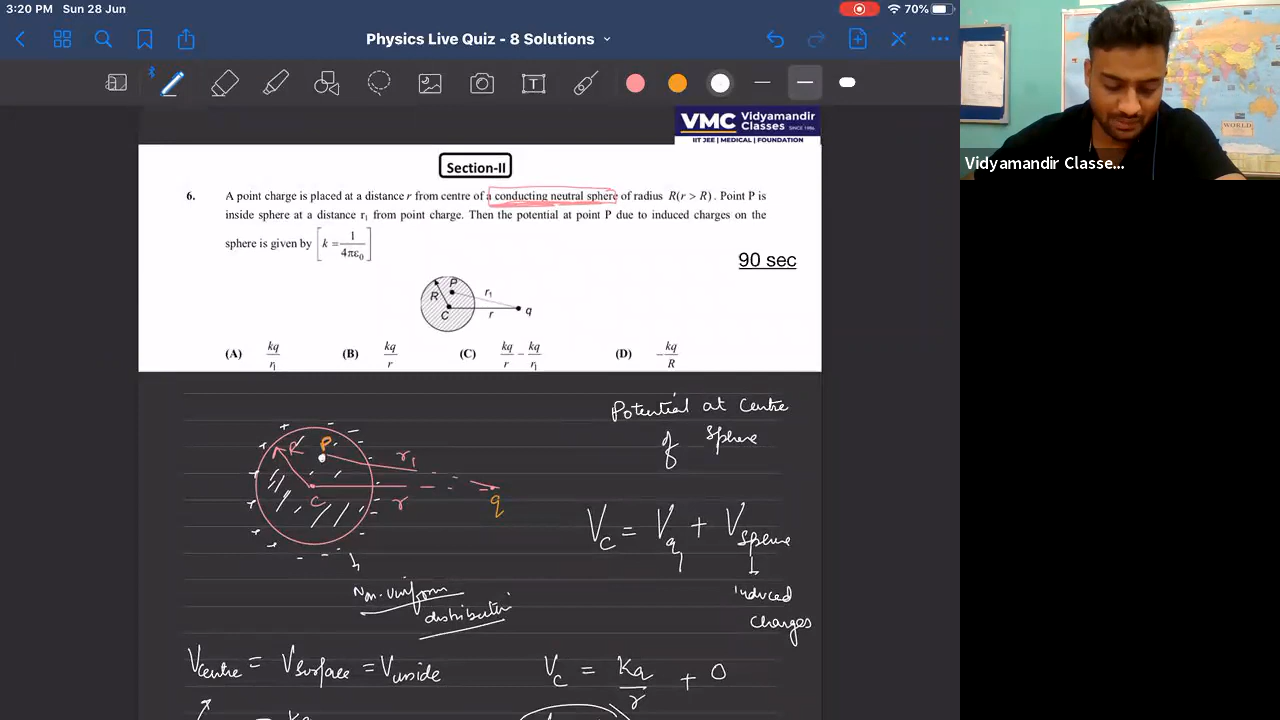 3:20 PM Sun 28 Jun
70%
Physics Live Quiz - 8 Solutions
VMC Vidyamandir Classes SINCE 1986
IIT JEE | MEDICAL | FOUNDATION
Section-II
6. A point charge is placed at a distance r from centre of a conducting neutral sphere of radius R(r > R). Point P is
inside sphere at a distance r₁ from point charge. Then the potential at point P due to induced charges on the
sphere is given by [k = 1/4πε₀]
90 sec
P
R
r₁
C
r
q
(A) kq/r₁ (B) kq/r (C) kq/r - kq/r₁ (D) -kq/R
Potential at Centre
of Sphere
R
P
r₁
C
r
q
V_C = V_q + V_Sphere
induced
charges
Non-uniform
distribution
V_centre = V_surface = V_inside
V_C = Kq/r + 0
WORLD
Vidyamandir Classe...